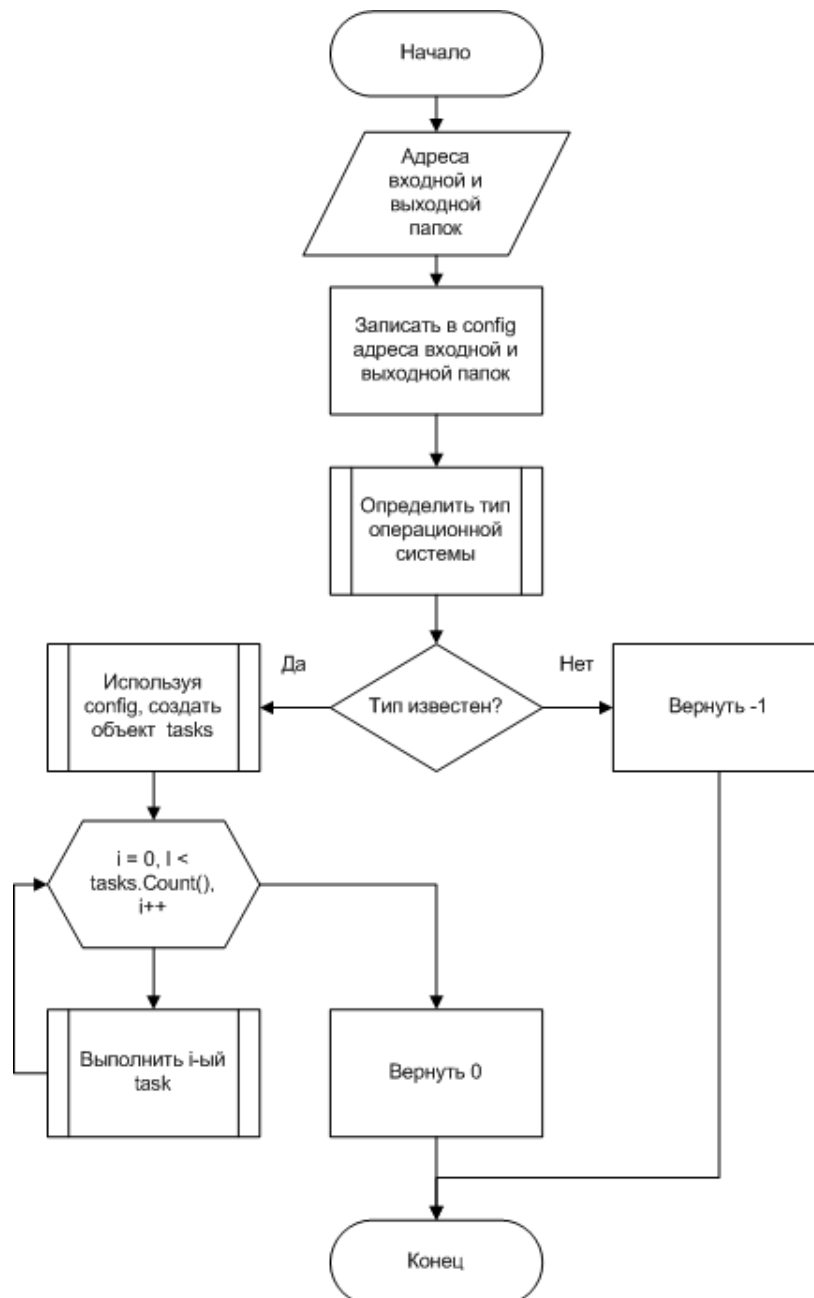 Начало
Адреса
входной и
выходной
папок
Записать в config
адреса входной и
выходной папок
Определить тип
операционной
системы
Да
Нет
Используя
config, создать
объект tasks
Тип известен?
Вернуть -1
i = 0, I <
tasks.Count(),
i++
Выполнить i-ый
task
Вернуть 0
Конец